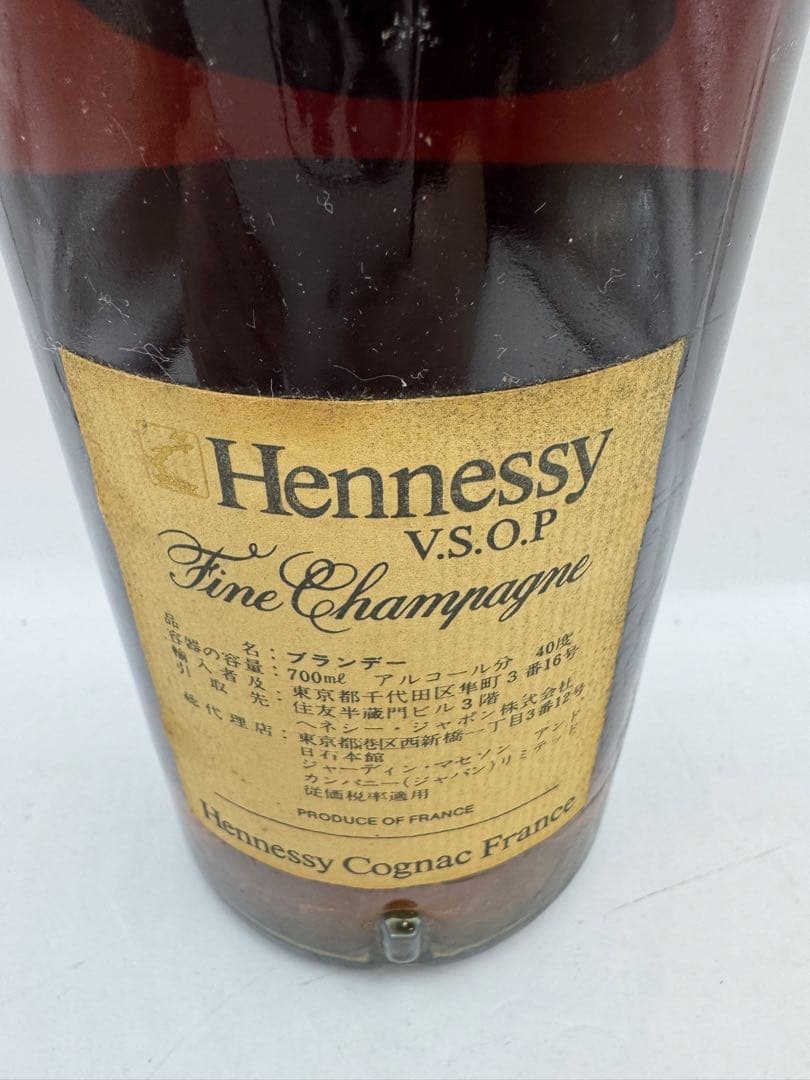 Hennessy
V.S.O.P
Fine Champagne
品名：ブランデー
容器の容量：700mℓ アルコール分 40度
輸入者及 引取先：東京都千代田区隼町3番16号
住友半蔵門ビル3階
ヘネシー・ジャポン株式会社
総代理店：東京都港区西新橋一丁目3番12号
日石本館
ジャーディン・マセソン アンド
カンパニー(ジャパン)リミテッド
従価税率適用
PRODUCE OF FRANCE
Hennessy Cognac France